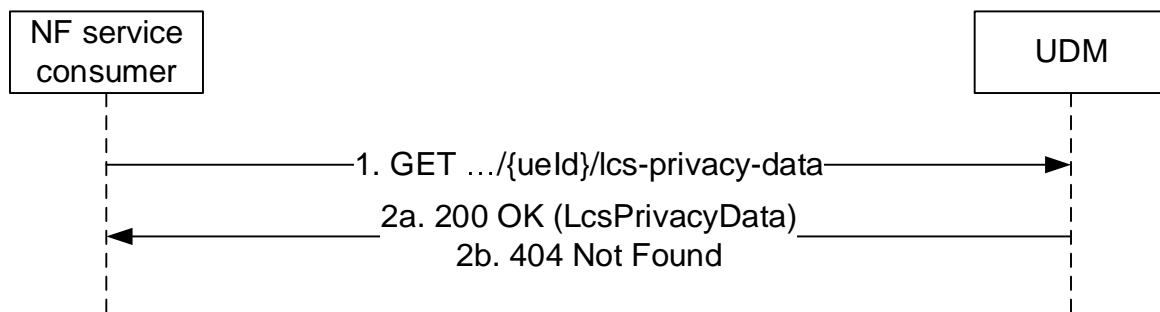 NF service
consumer
UDM
1. GET …/{ueId}/lcs-privacy-data
2a. 200 OK (LcsPrivacyData)
2b. 404 Not Found